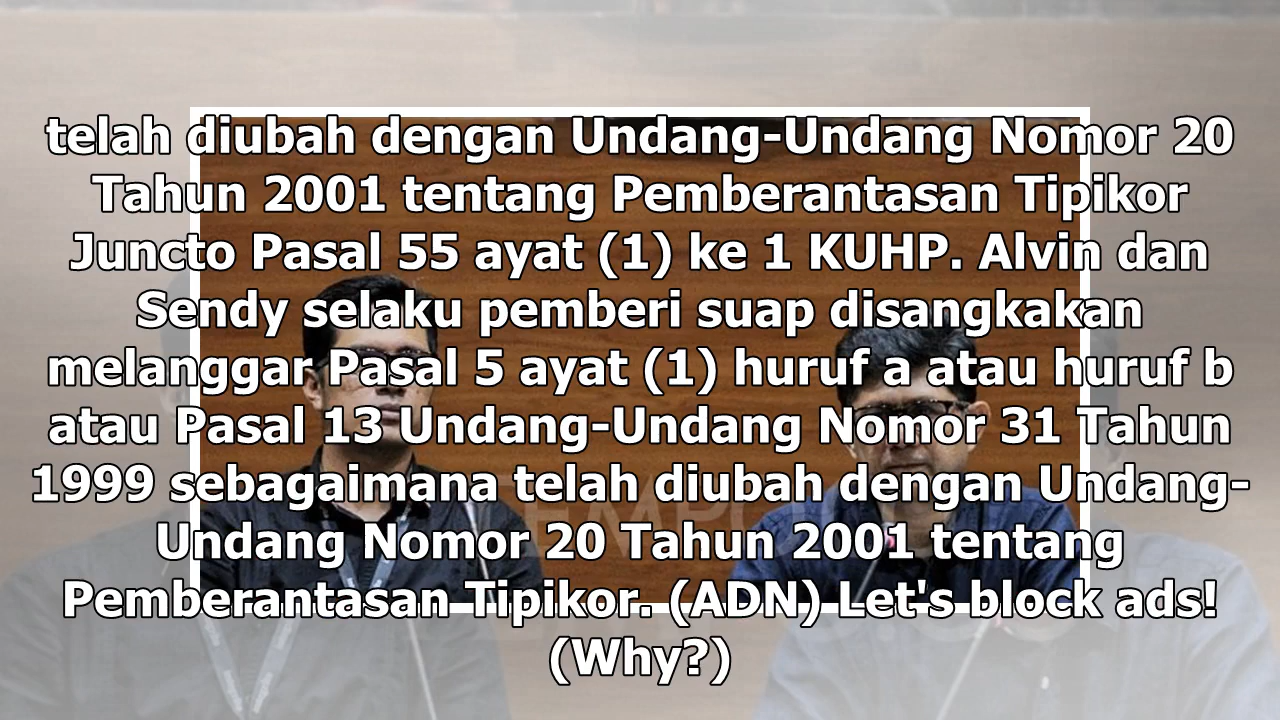 telah diubah dengan Undang-Undang Nomor 20
Tahun 2001 tentang Pemberantasan Tipikor
Juncto Pasal 55 ayat (1) ke 1 KUHP. Alvin dan
Sendy selaku pemberi suap disangkakan
melanggar Pasal 5 ayat (1) huruf a atau huruf b
atau Pasal 13 Undang-Undang Nomor 31 Tahun
1999 sebagaimana telah diubah dengan Undang-
Undang Nomor 20 Tahun 2001 tentang
Pemberantasan Tipikor. (ADN) Let's block ads!
(Why?)